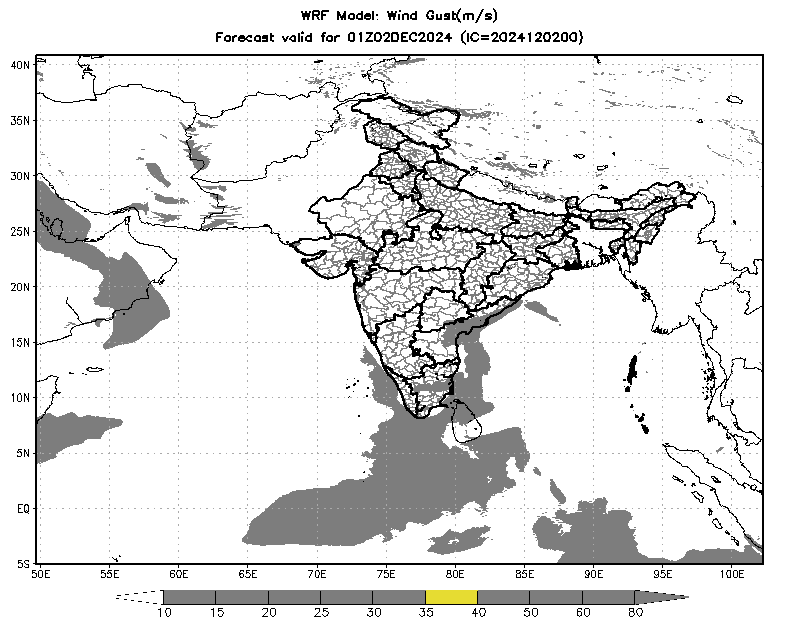 WRF Model: Wind Gust(m/s)
Forecast valid for 01Z02DEC2024 (IC=2024120200)
40N
35N
30N
25N
20N
15N
10N
5N
EQ
5S
50E 55E 60E 65E 70E 75E 80E 85E 90E 95E 100E
10 15 20 25 30 35 40 50 60 80